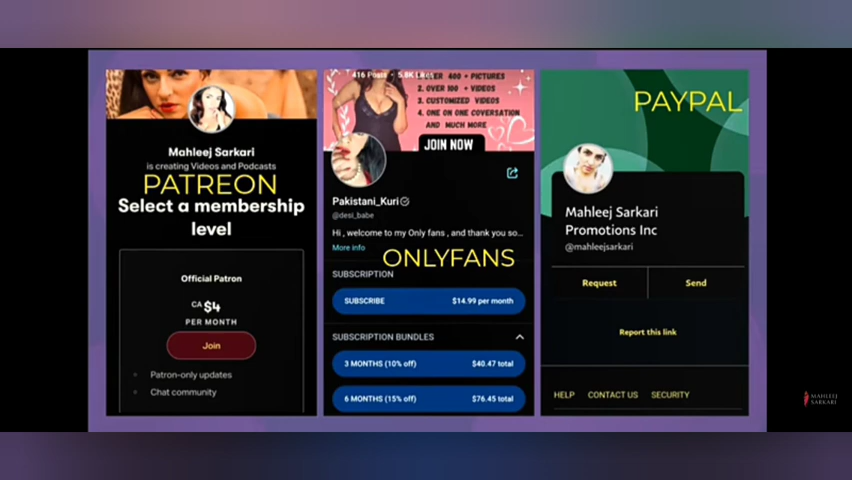 Mahleej Sarkari
is creating Videos and Podcasts
PATREON
Select a membership
level
Official Patron
CA $4
PER MONTH
Join
Patron-only updates
Chat community
416 Posts • 5.8K Likes
OVER 400 + PICTURES
2. OVER 100 + VIDEOS
3. CUSTOMIZED VIDEOS
4. ONE ON ONE COVERSATION
AND MUCH MORE
JOIN NOW
Pakistani_Kuri
@desi_babe
Hi , welcome to my Only fans , and thank you so...
More info
ONLYFANS
SUBSCRIPTION
SUBSCRIBE $14.99 per month
SUBSCRIPTION BUNDLES
3 MONTHS (10% off) $40.47 total
6 MONTHS (15% off) $76.45 total
PAYPAL
Mahleej Sarkari
Promotions Inc
@mahleejsarkari
Request Send
Report this link
HELP CONTACT US SECURITY
MAHLEEJ
SARKARI